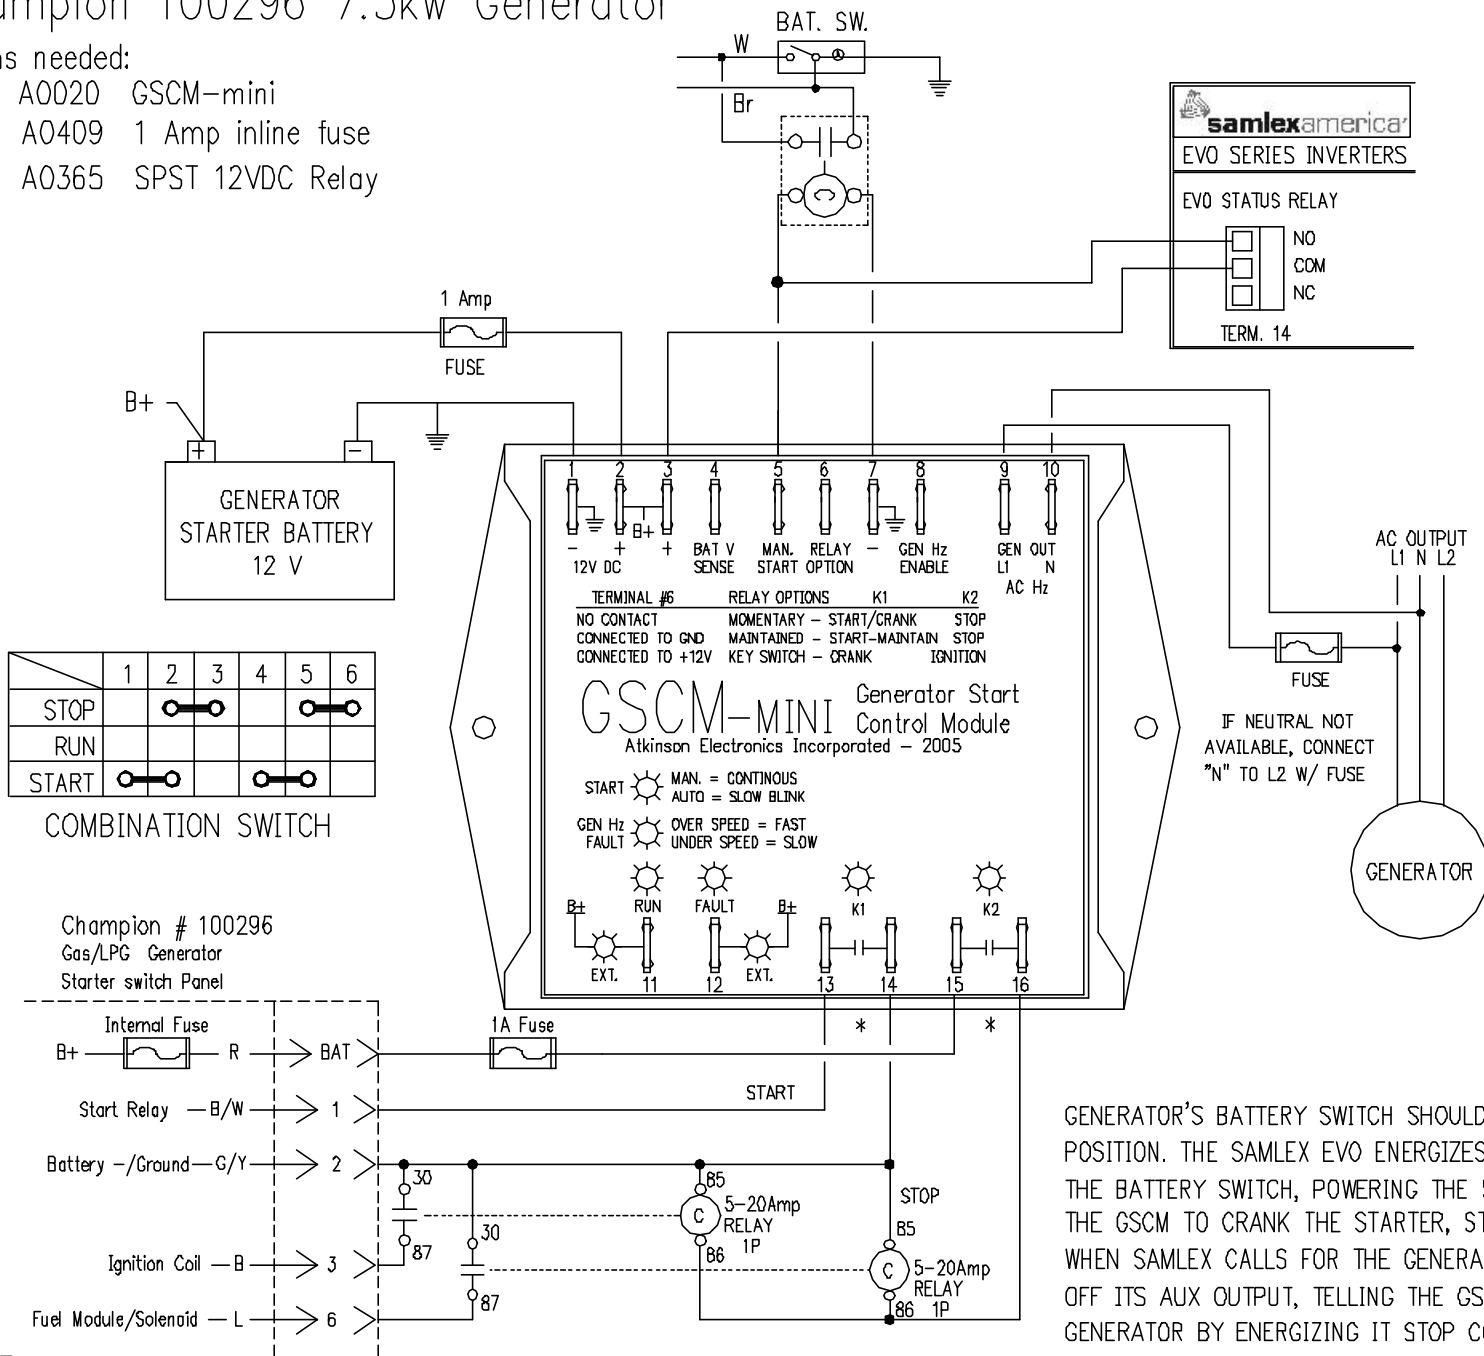 100296 7.5kw Generator
needed:
A0020 GSCM-mini
A0409 1 Amp inline fuse
A0365 SPST 12VDC Relay
BAT. SW.
W
Br
samlexamerica
EVO SERIES INVERTERS
EVO STATUS RELAY
NO
COM
NC
TERM. 14
1 Amp
FUSE
B+
+ -
GENERATOR
STARTER BATTERY
12 V
1 2 3 4 5 6 7 8 9 10
B+
- + + BAT V MAN. RELAY - GEN Hz GEN OUT
12V DC SENSE START OPTION ENABLE L1 N
AC Hz
TERMINAL #6 RELAY OPTIONS K1 K2
NO CONTACT MOMENTARY - START/CRANK STOP
CONNECTED TO GND MAINTAINED - START-MAINTAIN STOP
CONNECTED TO +12V KEY SWITCH - CRANK IGNITION
GSCM-MINI Generator Start
Control Module
Atkinson Electronics Incorporated - 2005
START MAN. = CONTINOUS
AUTO = SLOW BLINK
GEN Hz OVER SPEED = FAST
FAULT UNDER SPEED = SLOW
RUN FAULT K1 K2
B+ B+
EXT. EXT.
11 12 13 14 15 16
* *
AC OUTPUT
L1 N L2
FUSE
IF NEUTRAL NOT
AVAILABLE, CONNECT
"N" TO L2 W/ FUSE
GENERATOR
1 2 3 4 5 6
STOP
RUN
START
COMBINATION SWITCH
Champion # 100296
Gas/LPG Generator
Starter switch Panel
Internal Fuse
1A Fuse
B+ R BAT
Start Relay B/W 1
START
Battery -/Ground G/Y 2
30
85
C
5-20Amp
RELAY
1P
86
STOP
Ignition Coil B 3
87
30
85
C
5-20Amp
RELAY
1P
86
Fuel Module/Solenoid L 6
87
GENERATOR'S BATTERY SWITCH SHOULD
POSITION. THE SAMLEX EVO ENERGIZES
THE BATTERY SWITCH, POWERING THE
THE GSCM TO CRANK THE STARTER,
WHEN SAMLEX CALLS FOR THE
OFF ITS AUX OUTPUT, TELLING THE
GENERATOR BY ENERGIZING IT STOP